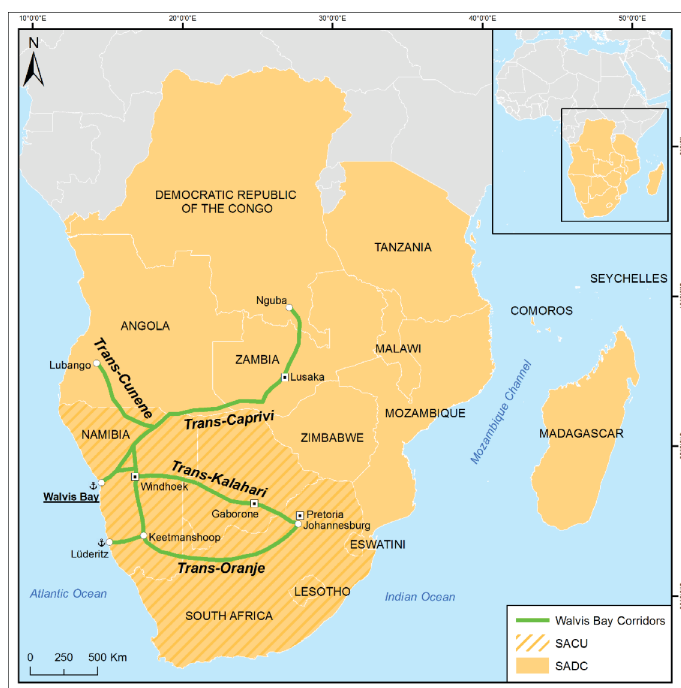 10°0'0"E
20°0'0"E
30°0'0"E
40°0'0"E
50°0'0"E
N
DEMOCRATIC REPUBLIC
OF THE CONGO
TANZANIA
SEYCHELLES
Nguba
COMOROS
ANGOLA
Trans-Cunene
ZAMBIA
MALAWI
Lubango
Lusaka
Mozambique Channel
Trans-Caprivi
MOZAMBIQUE
NAMIBIA
ZIMBABWE
MADAGASCAR
Trans-Kalahari
Walvis Bay
Windhoek
Gaborone
Pretoria
Johannesburg
Keetmanshoop
ESWATINI
Lüderitz
Trans-Oranje
Atlantic Ocean
LESOTHO
Indian Ocean
SOUTH AFRICA
Walvis Bay Corridors
SACU
SADC
0 250 500 Km